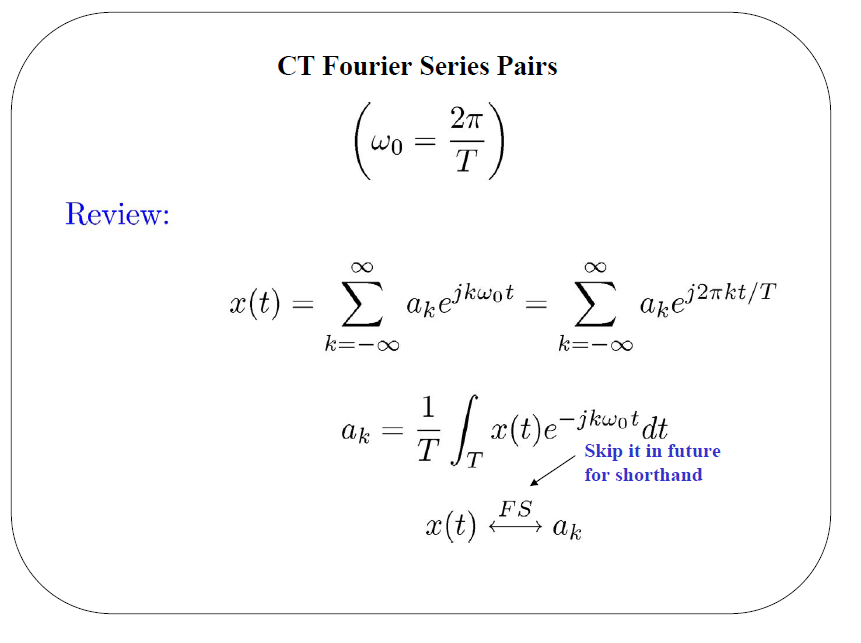 CT Fourier Series Pairs
(ω₀ = 2π/T)
Review:
x(t) = ∑_{k=-∞}^{∞} a_k e^{jkω₀t} = ∑_{k=-∞}^{∞} a_k e^{j2πkt/T}
a_k = 1/T ∫_T x(t)e^{-jkω₀t}dt
Skip it in future
for shorthand
x(t) ⟷^{FS} a_k